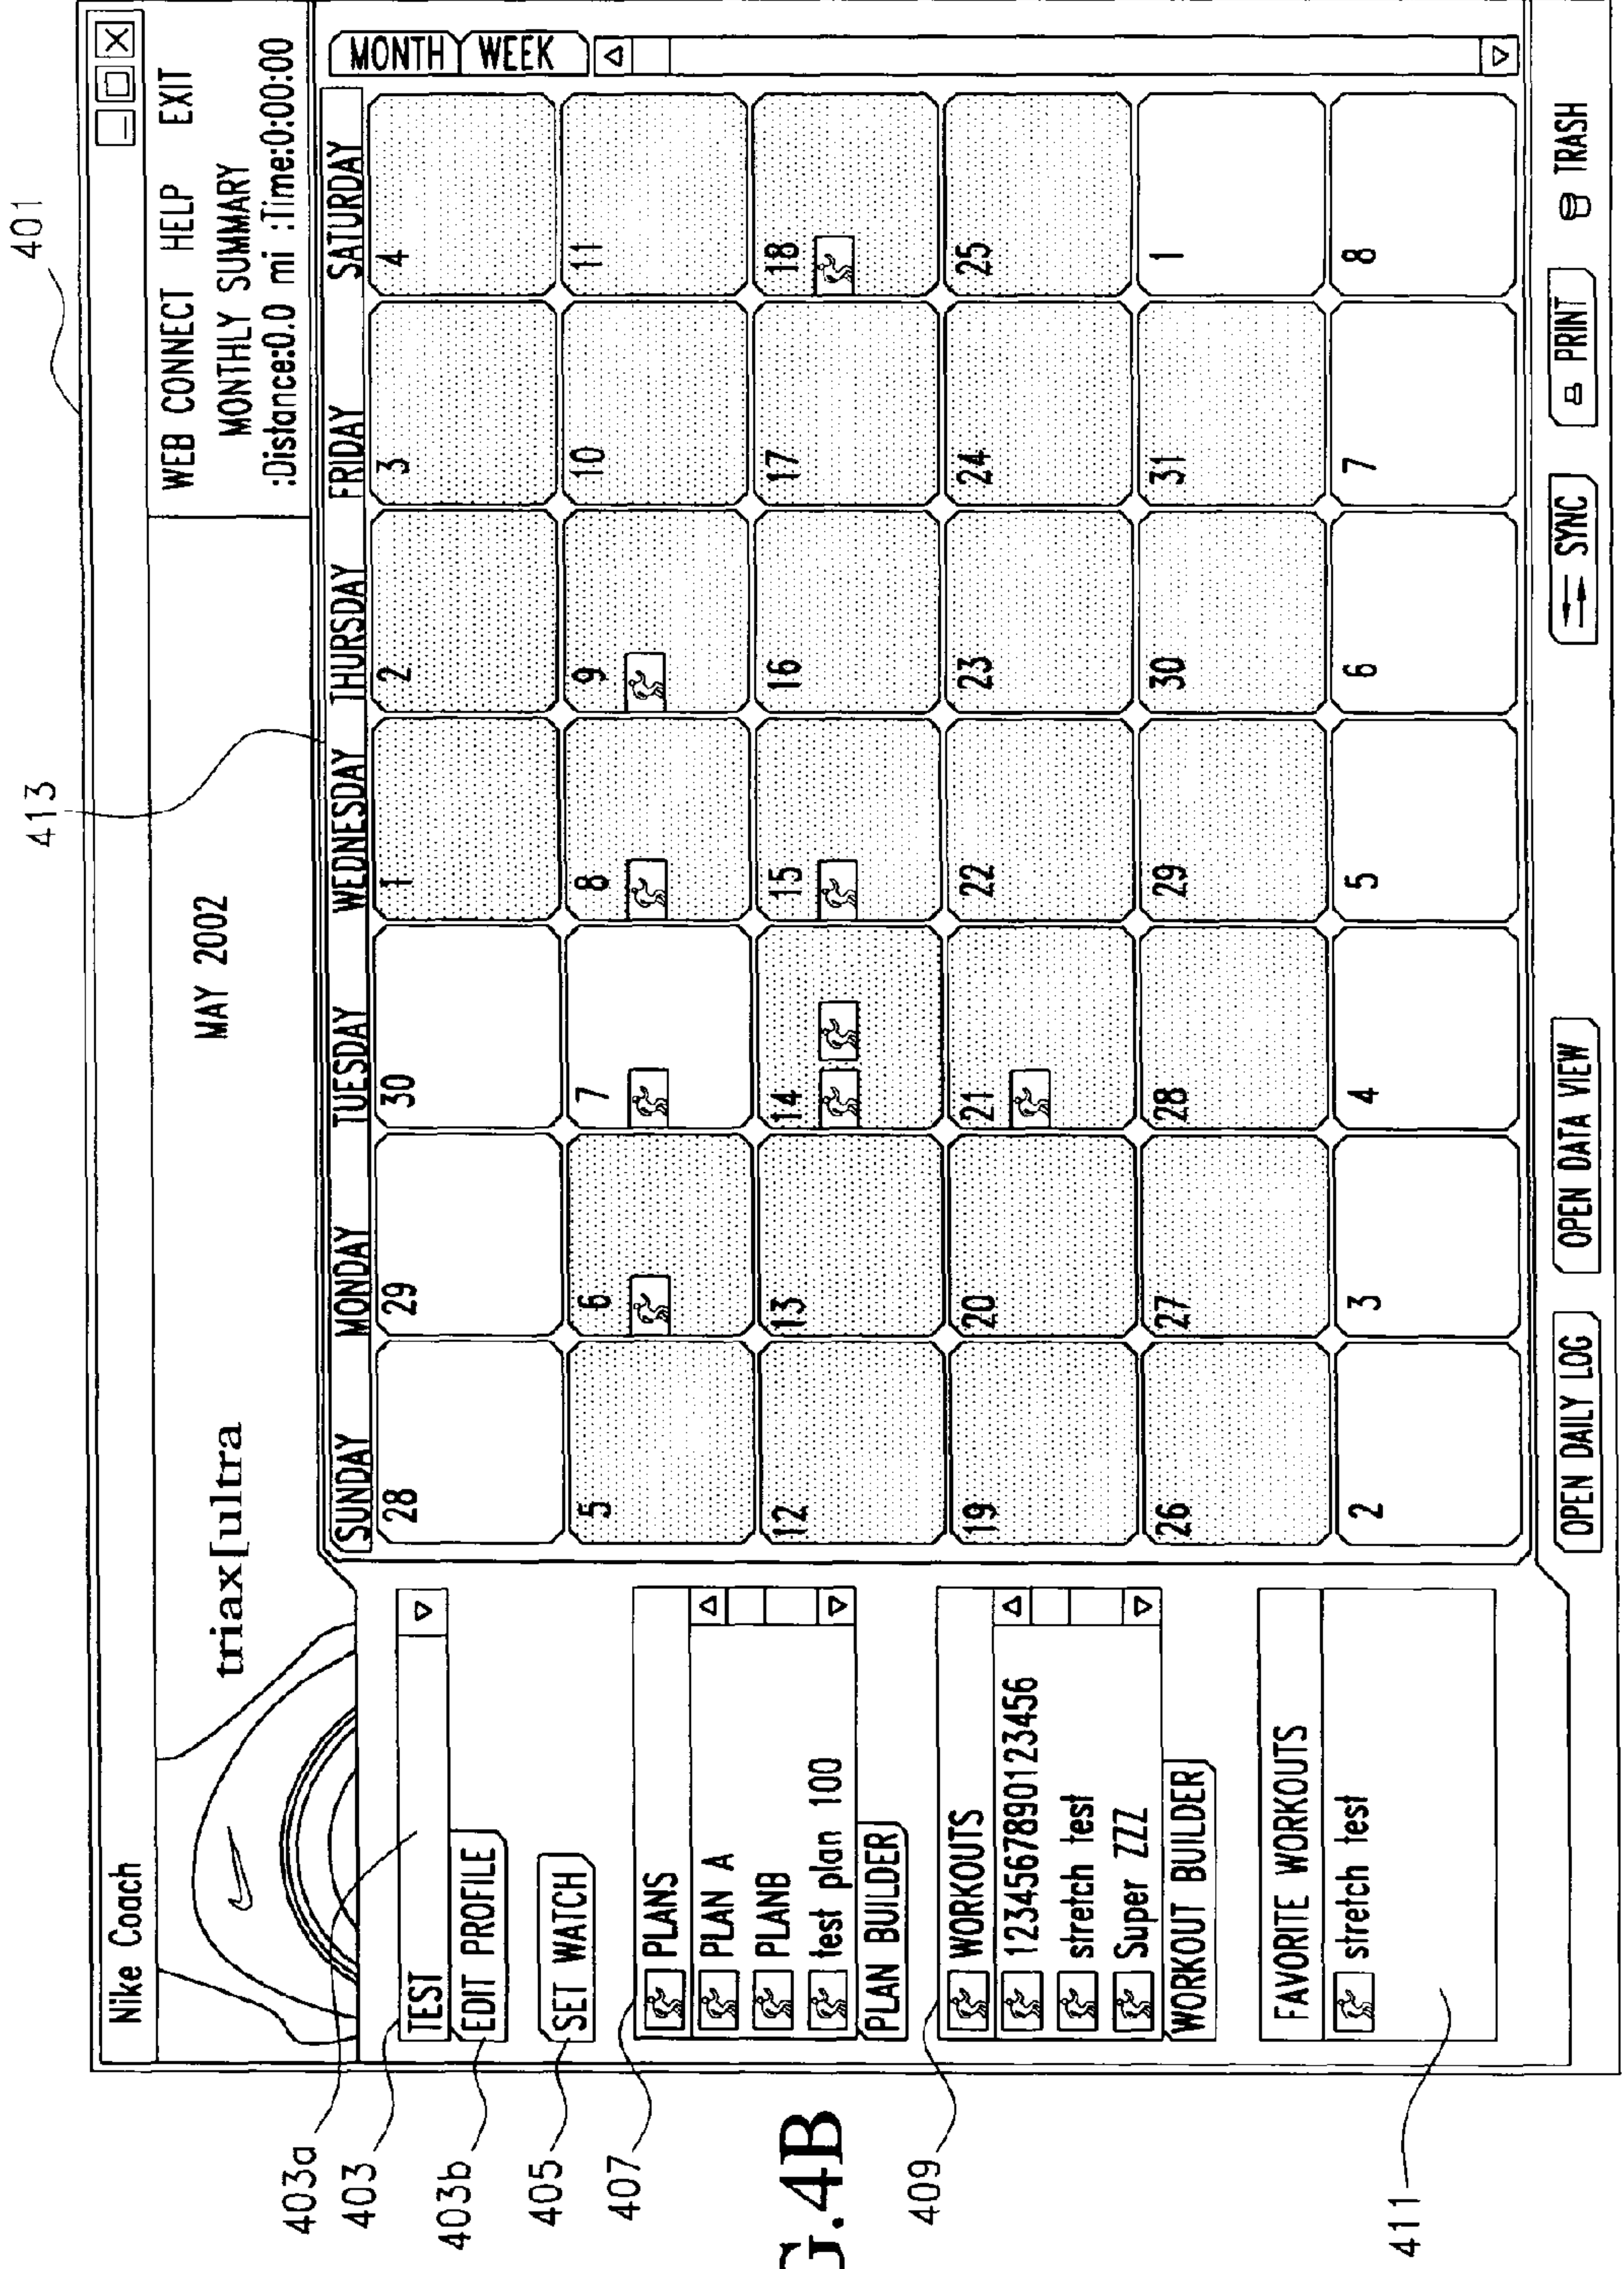 401
413
Nike Coach
WEB CONNECT HELP EXIT
triax[ultra
MAY 2002
MONTHLY SUMMARY
:Distance:0.0 mi :Time:0:00:00
403a
403
TEST
403b
EDIT PROFILE
405
SET WATCH
407
PLANS
PLAN A
PLANB
test plan 100
PLAN BUILDER
409
WORKOUTS
12345678901234567890123456
stretch test
Super ZZZ
WORKOUT BUILDER
411
FAVORITE WORKOUTS
stretch test
SUNDAY MONDAY TUESDAY WEDNESDAY THURSDAY FRIDAY SATURDAY
28 29 30 1 2 3 4
5 6 7 8 9 10 11
12 13 14 15 16 17 18
19 20 21 22 23 24 25
26 27 28 29 30 31 1
2 3 4 5 6 7 8
MONTH
WEEK
OPEN DAILY LOG OPEN DATA VIEW SYNC PRINT TRASH
G.4B